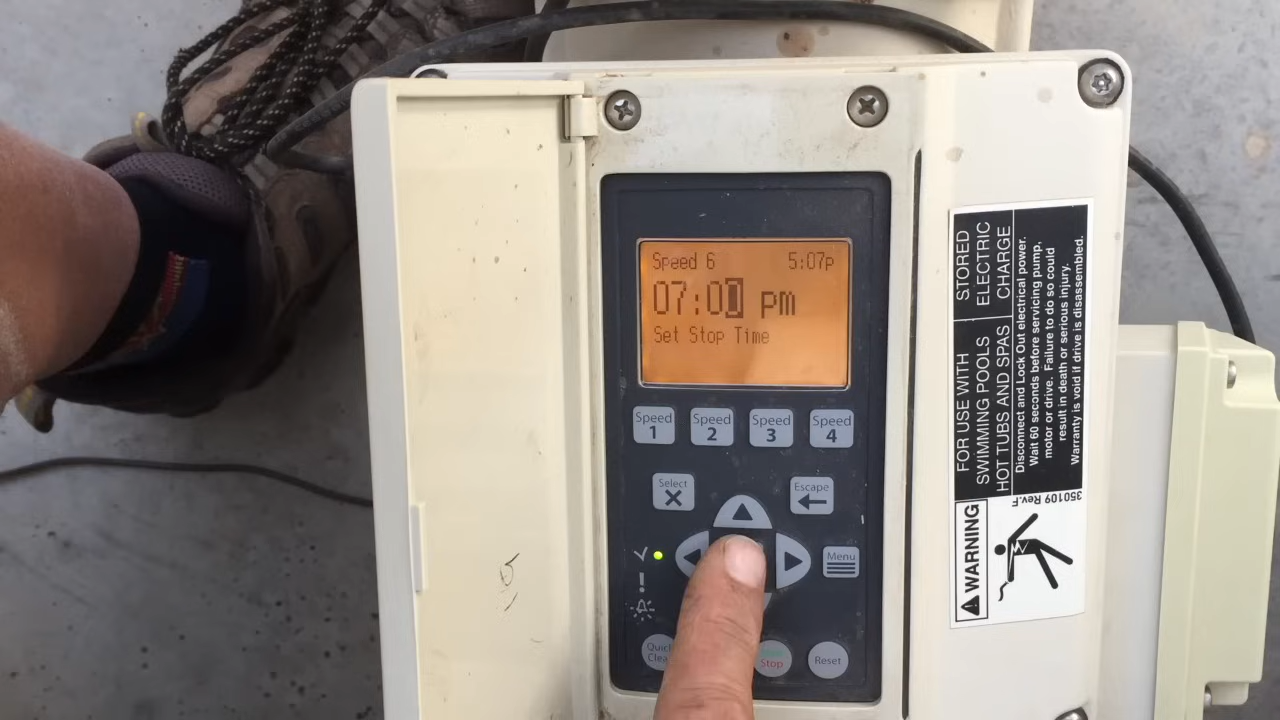 Speed 6 5:07p
07:00 pm
Set Stop Time
Speed 1
Speed 2
Speed 3
Speed 4
Select
Escape
Menu
!
Quick
Stop
Reset
FOR USE WITH
SWIMMING POOLS
HOT TUBS AND SPAS
STORED
ELECTRIC
CHARGE
Disconnect and Lock Out electrical power.
Wait 60 seconds before servicing pump,
motor or drive. Failure to do so could
result in death or serious injury.
Warranty is void if drive is disassembled.
WARNING
350109 Rev.F